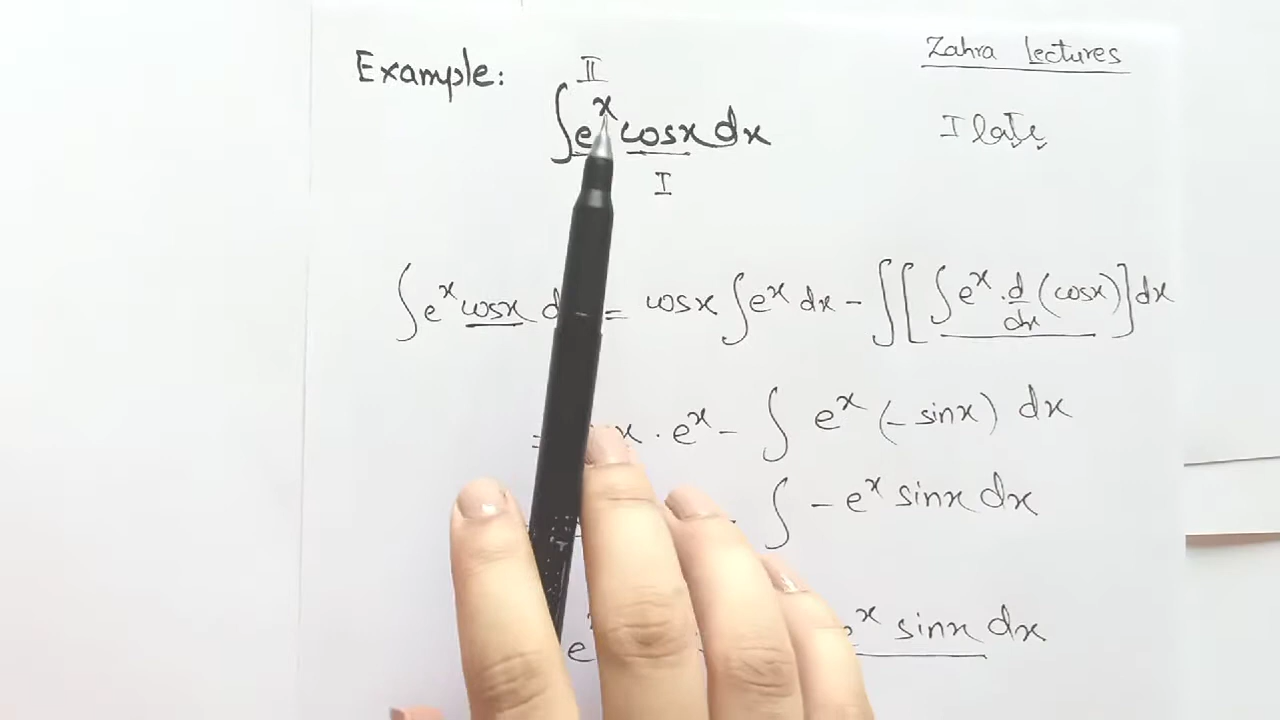 Zahra Lectures
Example:
II
∫e^x cosx dx
I late
I
∫e^x cosx d = cosx ∫e^x dx - ∫[∫e^x · d/dx (cosx)]dx
= x · e^x - ∫ e^x (- sinx) dx
- ∫ - e^x sinx dx
e e^x sinx dx